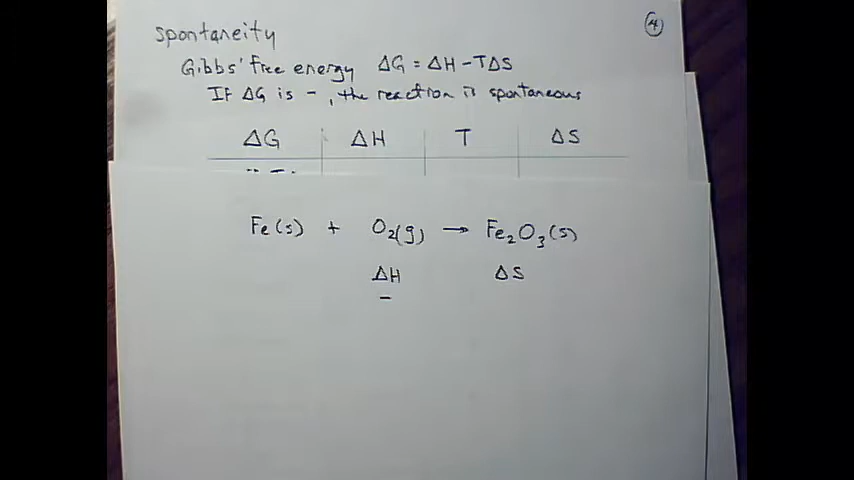 spontaneity
4
Gibbs' free energy ΔG = ΔH - TΔS
If ΔG is - , the reaction is spontaneous
ΔG ΔH T ΔS
Fe(s) + O₂(g) → Fe₂O₃(s)
ΔH ΔS
-